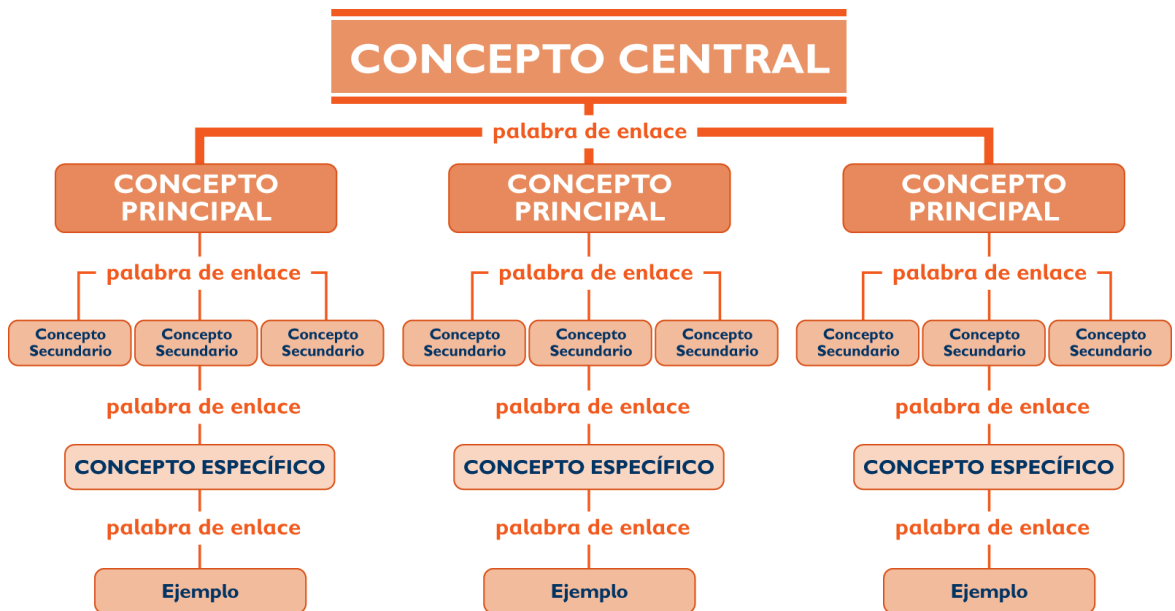 CONCEPTO CENTRAL
palabra de enlace
CONCEPTO
PRINCIPAL
CONCEPTO
PRINCIPAL
CONCEPTO
PRINCIPAL
palabra de enlace
palabra de enlace
palabra de enlace
Concepto
Secundario
Concepto
Secundario
Concepto
Secundario
Concepto
Secundario
Concepto
Secundario
Concepto
Secundario
Concepto
Secundario
Concepto
Secundario
Concepto
Secundario
palabra de enlace
palabra de enlace
palabra de enlace
CONCEPTO ESPECÍFICO
CONCEPTO ESPECÍFICO
CONCEPTO ESPECÍFICO
palabra de enlace
palabra de enlace
palabra de enlace
Ejemplo
Ejemplo
Ejemplo